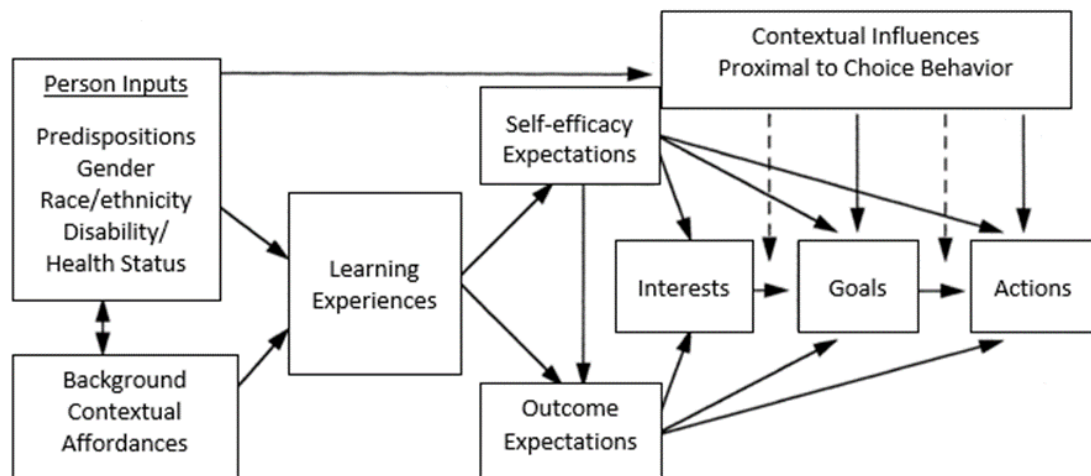 Contextual Influences
Proximal to Choice Behavior
Person Inputs
Predispositions
Gender
Race/ethnicity
Disability/
Health Status
Self-efficacy
Expectations
Learning
Experiences
Interests
Goals
Actions
Background
Contextual
Affordances
Outcome
Expectations